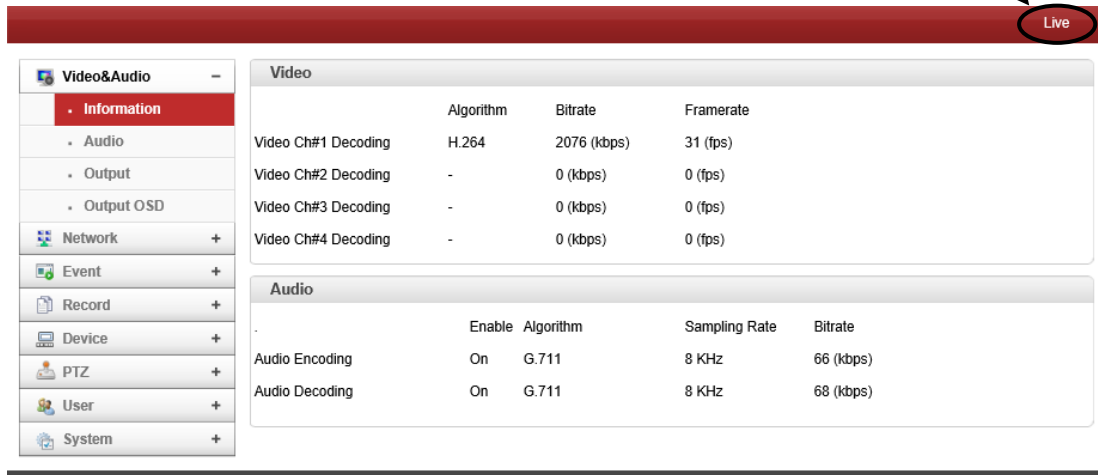 Live
Video&Audio −
Information
Audio
Output
Output OSD
Network +
Event +
Record +
Device +
PTZ +
User +
System +
Video
Algorithm Bitrate Framerate
Video Ch#1 Decoding H.264 2076 (kbps) 31 (fps)
Video Ch#2 Decoding - 0 (kbps) 0 (fps)
Video Ch#3 Decoding - 0 (kbps) 0 (fps)
Video Ch#4 Decoding - 0 (kbps) 0 (fps)
Audio
. Enable Algorithm Sampling Rate Bitrate
Audio Encoding On G.711 8 KHz 66 (kbps)
Audio Decoding On G.711 8 KHz 68 (kbps)